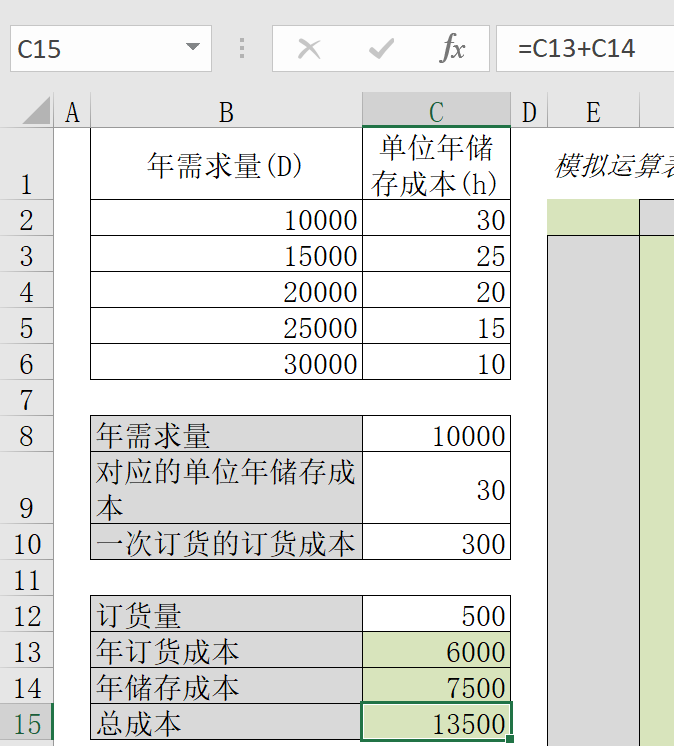 C15 fx =C13+C14
A B C D E
1 年需求量(D) 单位年储
存成本(h) 模拟运算
2 10000 30
3 15000 25
4 20000 20
5 25000 15
6 30000 10
7
8 年需求量 10000
对应的单位年储存成
9 本 30
10 一次订货的订货成本 300
11
12 订货量 500
13 年订货成本 6000
14 年储存成本 7500
15 总成本 13500